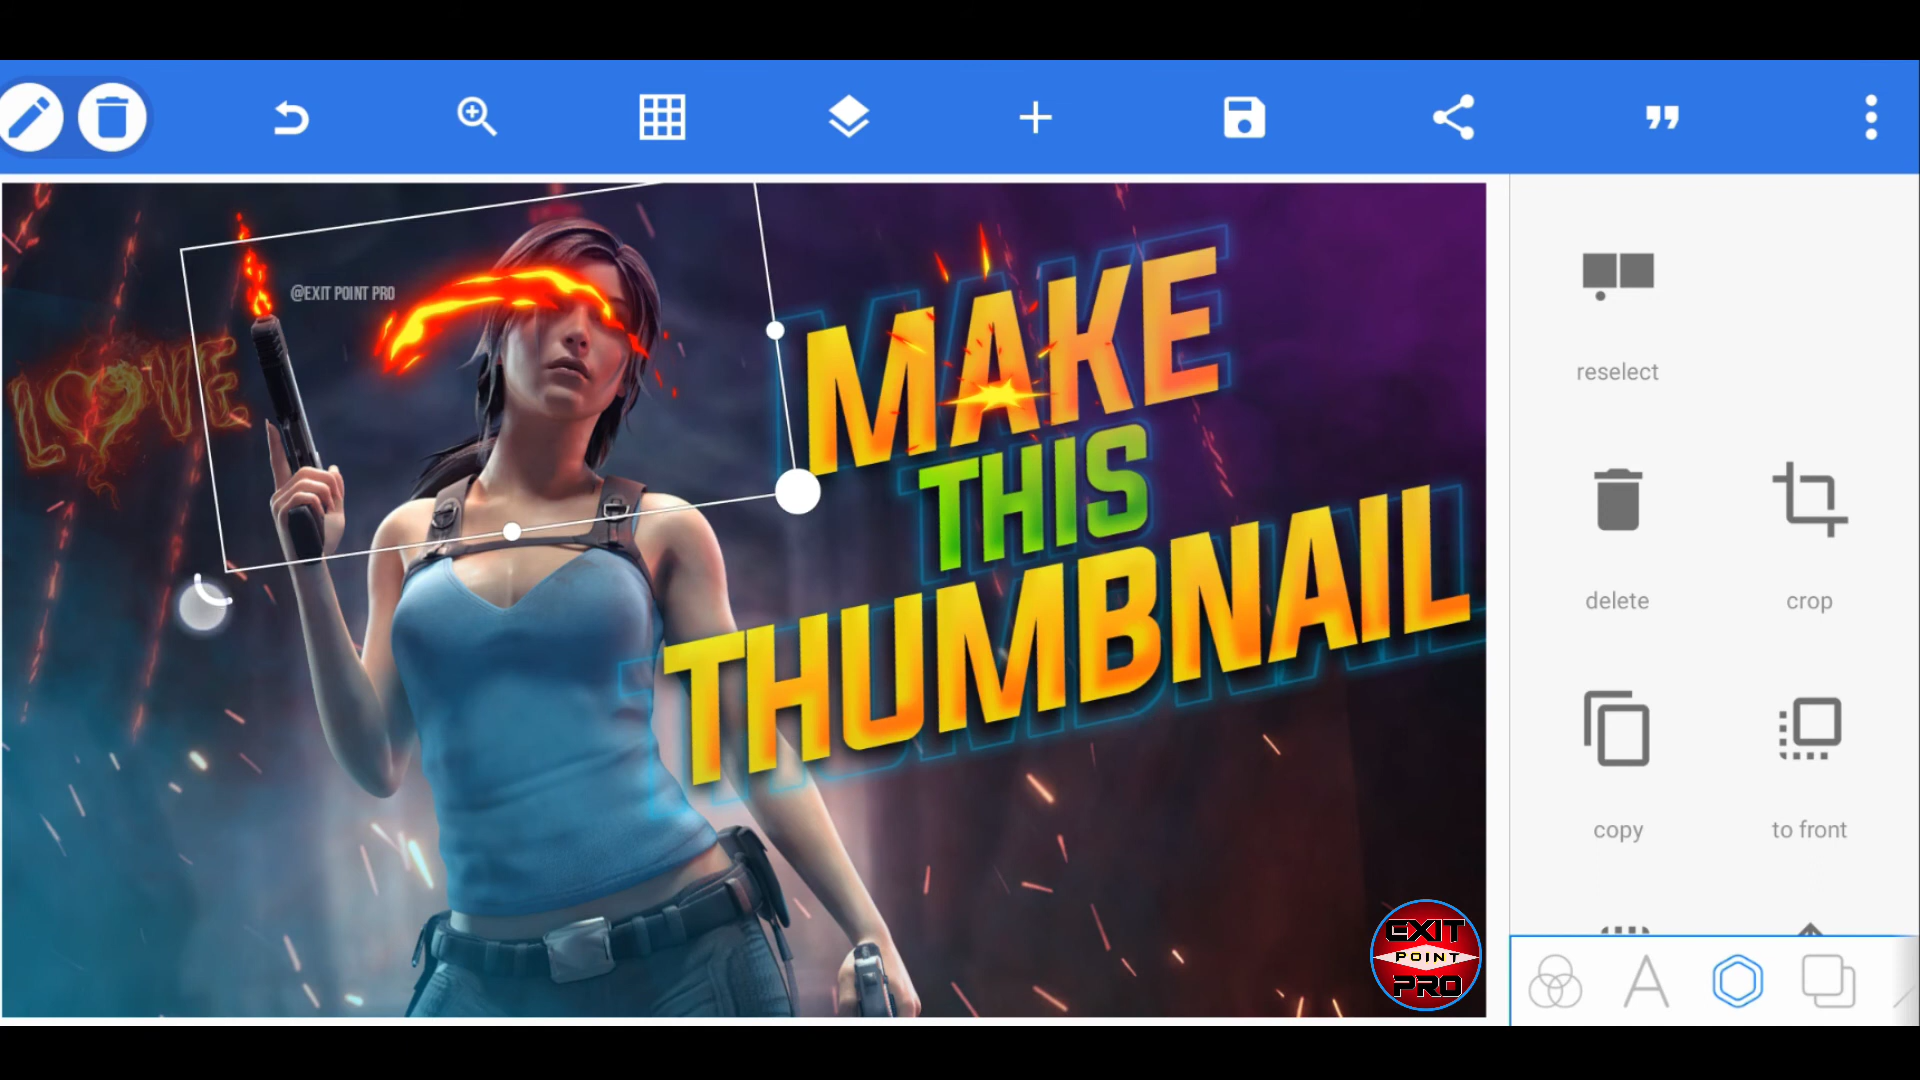 @EXIT POINT PRO
LOVE
MAKE
THIS
THUMBNAIL
EXIT
POINT
PRO
reselect
delete
crop
copy
to front
A